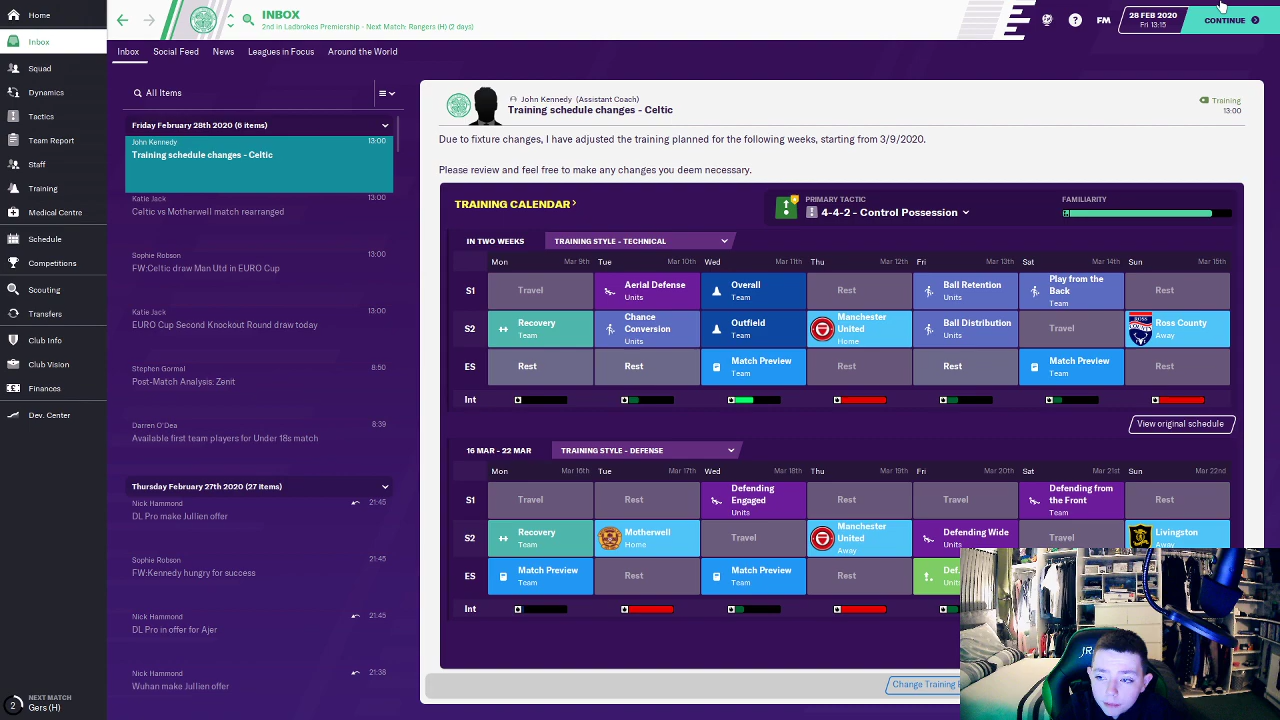 Home
Inbox
Squad
Dynamics
Tactics
Team Report
Staff
Training
Medical Centre
Schedule
Competitions
Scouting
Transfers
Club Info
Club Vision
Finances
Dev. Center
2
NEXT MATCH
Gers (H)
INBOX
2nd in Ladbrokes Premiership - Next Match: Rangers (H) (2 days)
FM
28 FEB 2020
Fri 13:15
CONTINUE
Inbox
Social Feed
News
Leagues in Focus
Around the World
All Items
Friday February 28th 2020 (6 items)
John Kennedy
13:00
Training schedule changes - Celtic
Katie Jack
13:00
Celtic vs Motherwell match rearranged
Sophie Robson
13:00
FW:Celtic draw Man Utd in EURO Cup
Katie Jack
13:00
EURO Cup Second Knockout Round draw today
Stephen Gormal
8:50
Post-Match Analysis: Zenit
Darren O'Dea
8:39
Available first team players for Under 18s match
Thursday February 27th 2020 (27 items)
Nick Hammond
21:45
DL Pro make Jullien offer
Sophie Robson
21:45
FW:Kennedy hungry for success
Nick Hammond
21:45
DL Pro in offer for Ajer
Nick Hammond
21:36
Wuhan make Jullien offer
John Kennedy (Assistant Coach)
Training schedule changes - Celtic
Training
13:00
Due to fixture changes, I have adjusted the training planned for the following weeks, starting from 3/9/2020.
Please review and feel free to make any changes you deem necessary.
TRAINING CALENDAR
PRIMARY TACTIC
4-4-2 - Control Possession
FAMILIARITY
IN TWO WEEKS
TRAINING STYLE - TECHNICAL
Mon Mar 9th
Tue Mar 10th
Wed Mar 11th
Thu Mar 12th
Fri Mar 13th
Sat Mar 14th
Sun Mar 15th
S1
Travel
Aerial Defense
Units
Overall
Team
Rest
Ball Retention
Units
Play from the Back
Team
Rest
S2
Recovery
Team
Chance Conversion
Units
Outfield
Team
Manchester United
Home
Ball Distribution
Units
Travel
Ross County
Away
ES
Rest
Rest
Match Preview
Team
Rest
Rest
Match Preview
Team
Rest
Int
View original schedule
16 MAR - 22 MAR
TRAINING STYLE - DEFENSE
Mon Mar 16th
Tue Mar 17th
Wed Mar 18th
Thu Mar 19th
Fri Mar 20th
Sat Mar 21st
Sun Mar 22nd
S1
Travel
Rest
Defending Engaged
Units
Rest
Travel
Defending from the Front
Team
Rest
S2
Recovery
Team
Motherwell
Home
Travel
Manchester United
Away
Defending Wide
Units
Travel
Livingston
Away
ES
Match Preview
Team
Rest
Match Preview
Team
Rest
Def.
Units
Int
Change Training